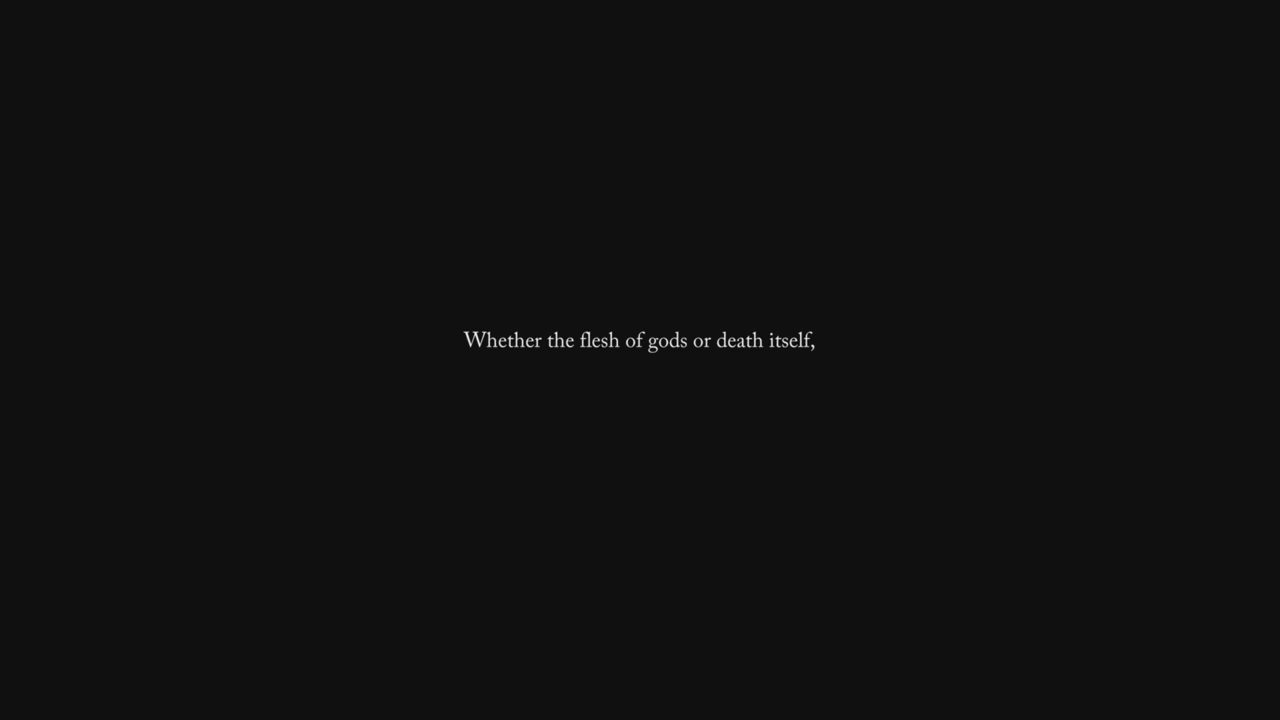 Whether the flesh of gods or death itself,